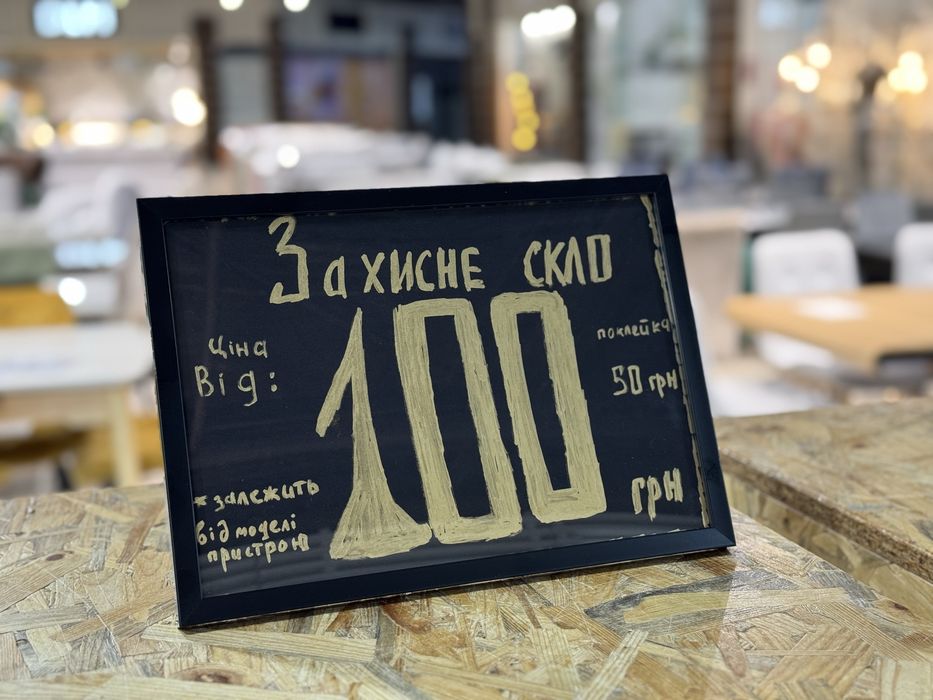 Захисне скло
Ціна
Від:
100
грн
поклейка
50 грн
*залежить
від моделі
пристрою